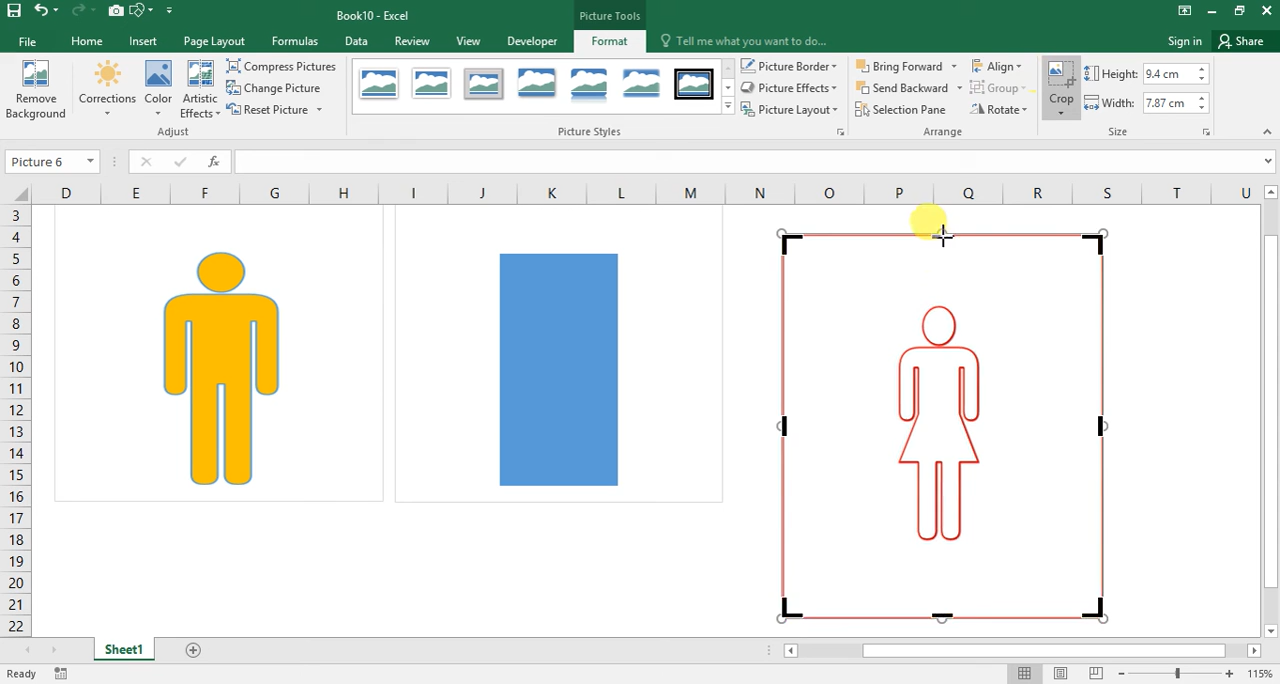 Book10 - Excel
Picture Tools
File Home Insert Page Layout Formulas Data Review View Developer Format Tell me what you want to do... Sign in Share
Remove Background
Corrections
Color
Artistic Effects
Compress Pictures
Change Picture
Reset Picture
Adjust
Picture Styles
Picture Border
Picture Effects
Picture Layout
Bring Forward
Send Backward
Selection Pane
Align
Group
Rotate
Arrange
Crop
Height: 9.4 cm
Width: 7.87 cm
Size
Picture 6 fx
D E F G H I J K L M N O P Q R S T U
3
4
5
6
7
8
9
10
11
12
13
14
15
16
17
18
19
20
21
22
Sheet1
Ready 115%